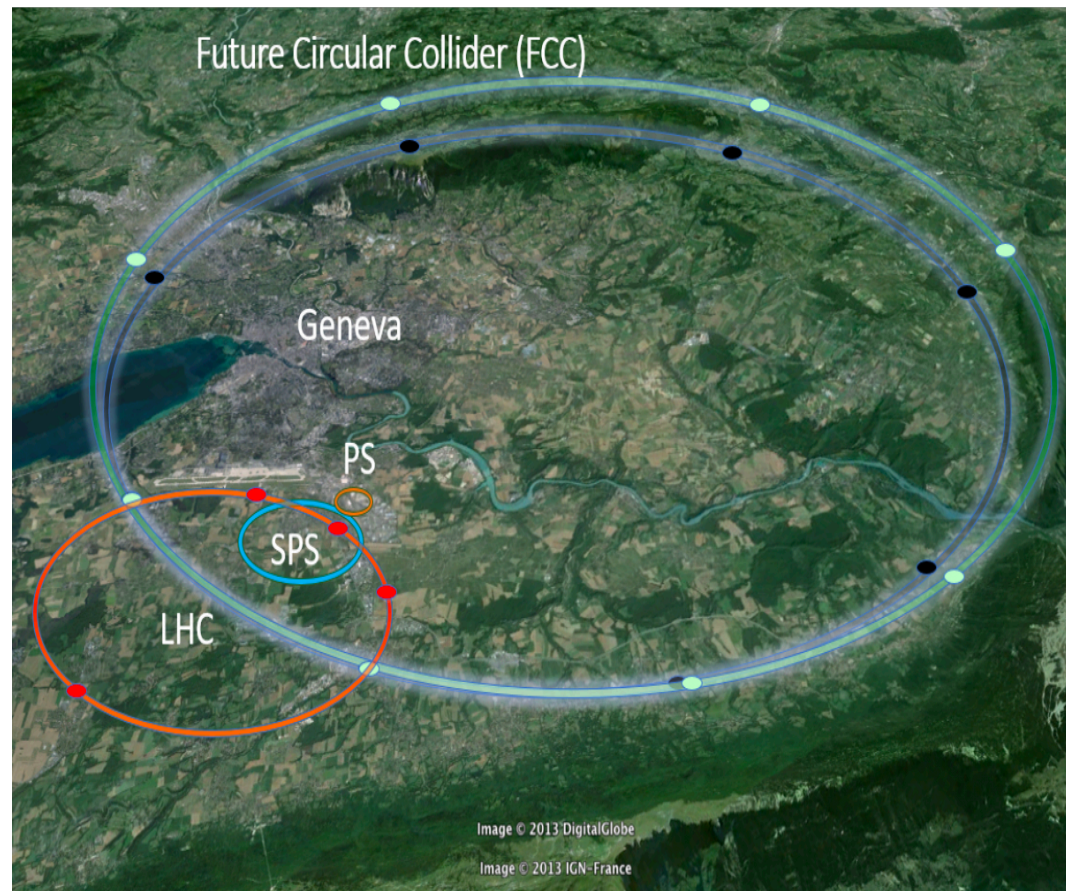 Future Circular Collider (FCC)
Geneva
PS
SPS
LHC
Image © 2013 DigitalGlobe
Image © 2013 IGN-France